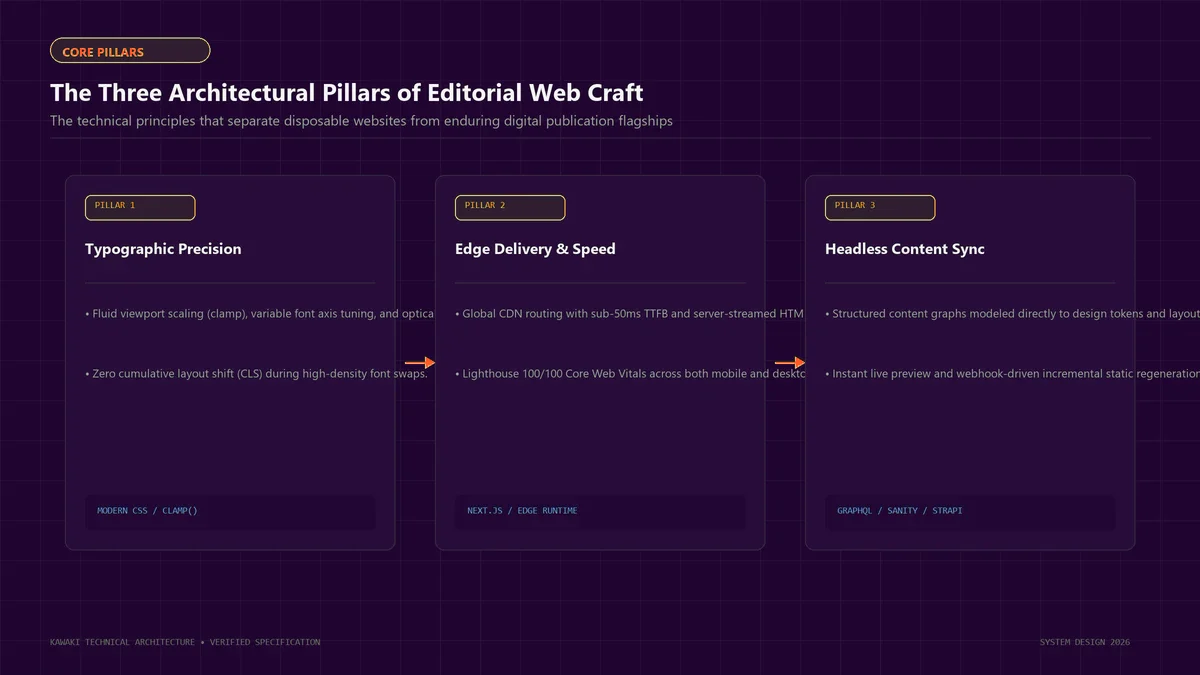 CORE PILLARS
The Three Architectural Pillars of Editorial Web Craft
The technical principles that separate disposable websites from enduring digital publication flagships
PILLAR 1
Typographic Precision
• Fluid viewport scaling (clamp), variable font axis tuning, and optica
• Zero cumulative layout shift (CLS) during high-density font swaps.
MODERN CSS / CLAMP()
PILLAR 2
Edge Delivery & Speed
• Global CDN routing with sub-50ms TTFB and server-streamed HTM
• Lighthouse 100/100 Core Web Vitals across both mobile and deskto
NEXT.JS / EDGE RUNTIME
PILLAR 3
Headless Content Sync
• Structured content graphs modeled directly to design tokens and layout
• Instant live preview and webhook-driven incremental static regeneration
GRAPHQL / SANITY / STRAPI
KAWAKI TECHNICAL ARCHITECTURE • VERIFIED SPECIFICATION
SYSTEM DESIGN 2026